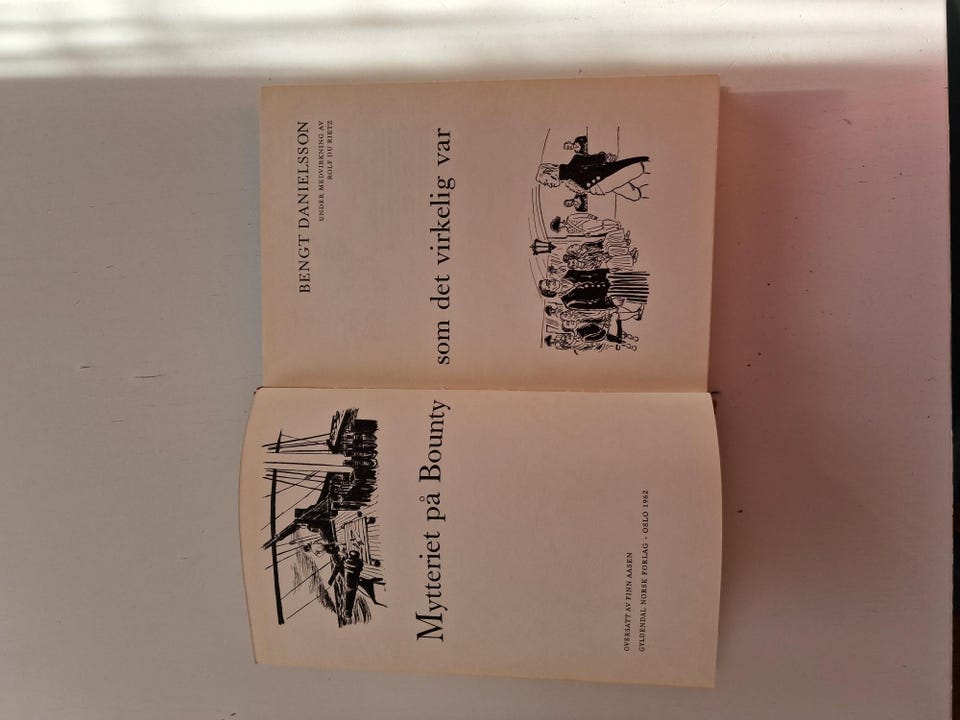 Mytteriet på Bounty
OVERSATT AV FINN AASEN
GYLDENDAL NORSK FORLAG · OSLO 1962
BENGT DANIELSSON
UNDER MEDVIRKNING AV
ROLF DU RIETZ
som det virkelig var